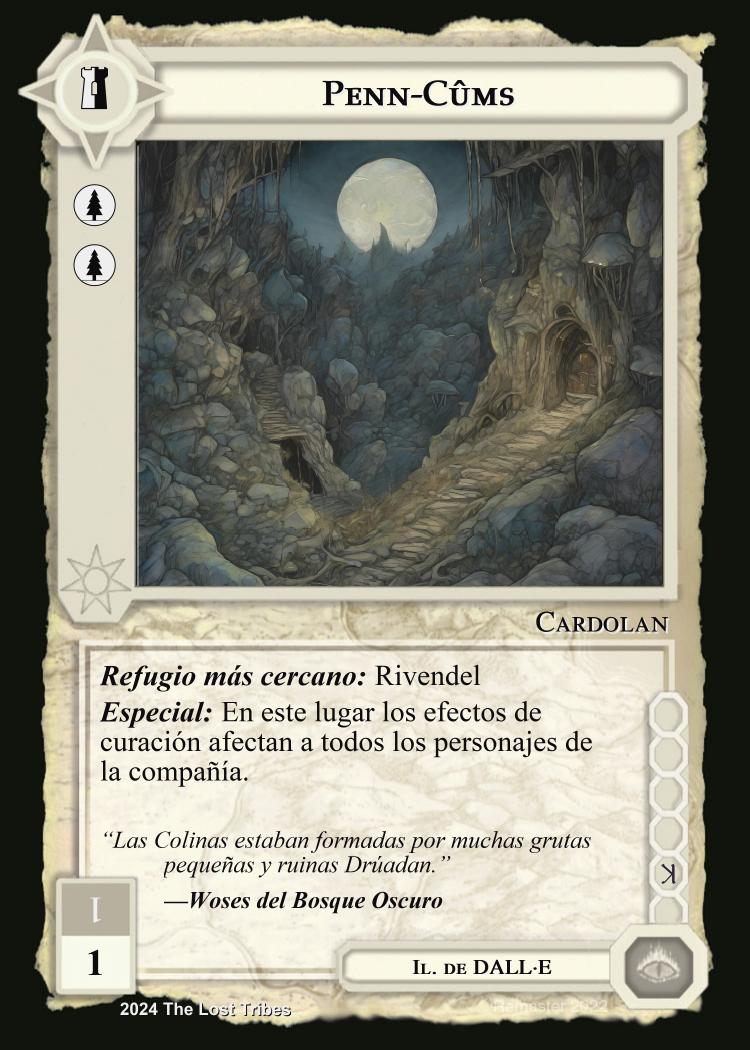 Penn-Cûms
Cardolan
Refugio más cercano: Rivendel
Especial: En este lugar los efectos de
curación afectan a todos los personajes de
la compañía.
“Las Colinas estaban formadas por muchas grutas
pequeñas y ruinas Drúadan.”
—Woses del Bosque Oscuro
K
1
1
Il. de DALL·E
2024 The Lost Tribes
Remaster 2022